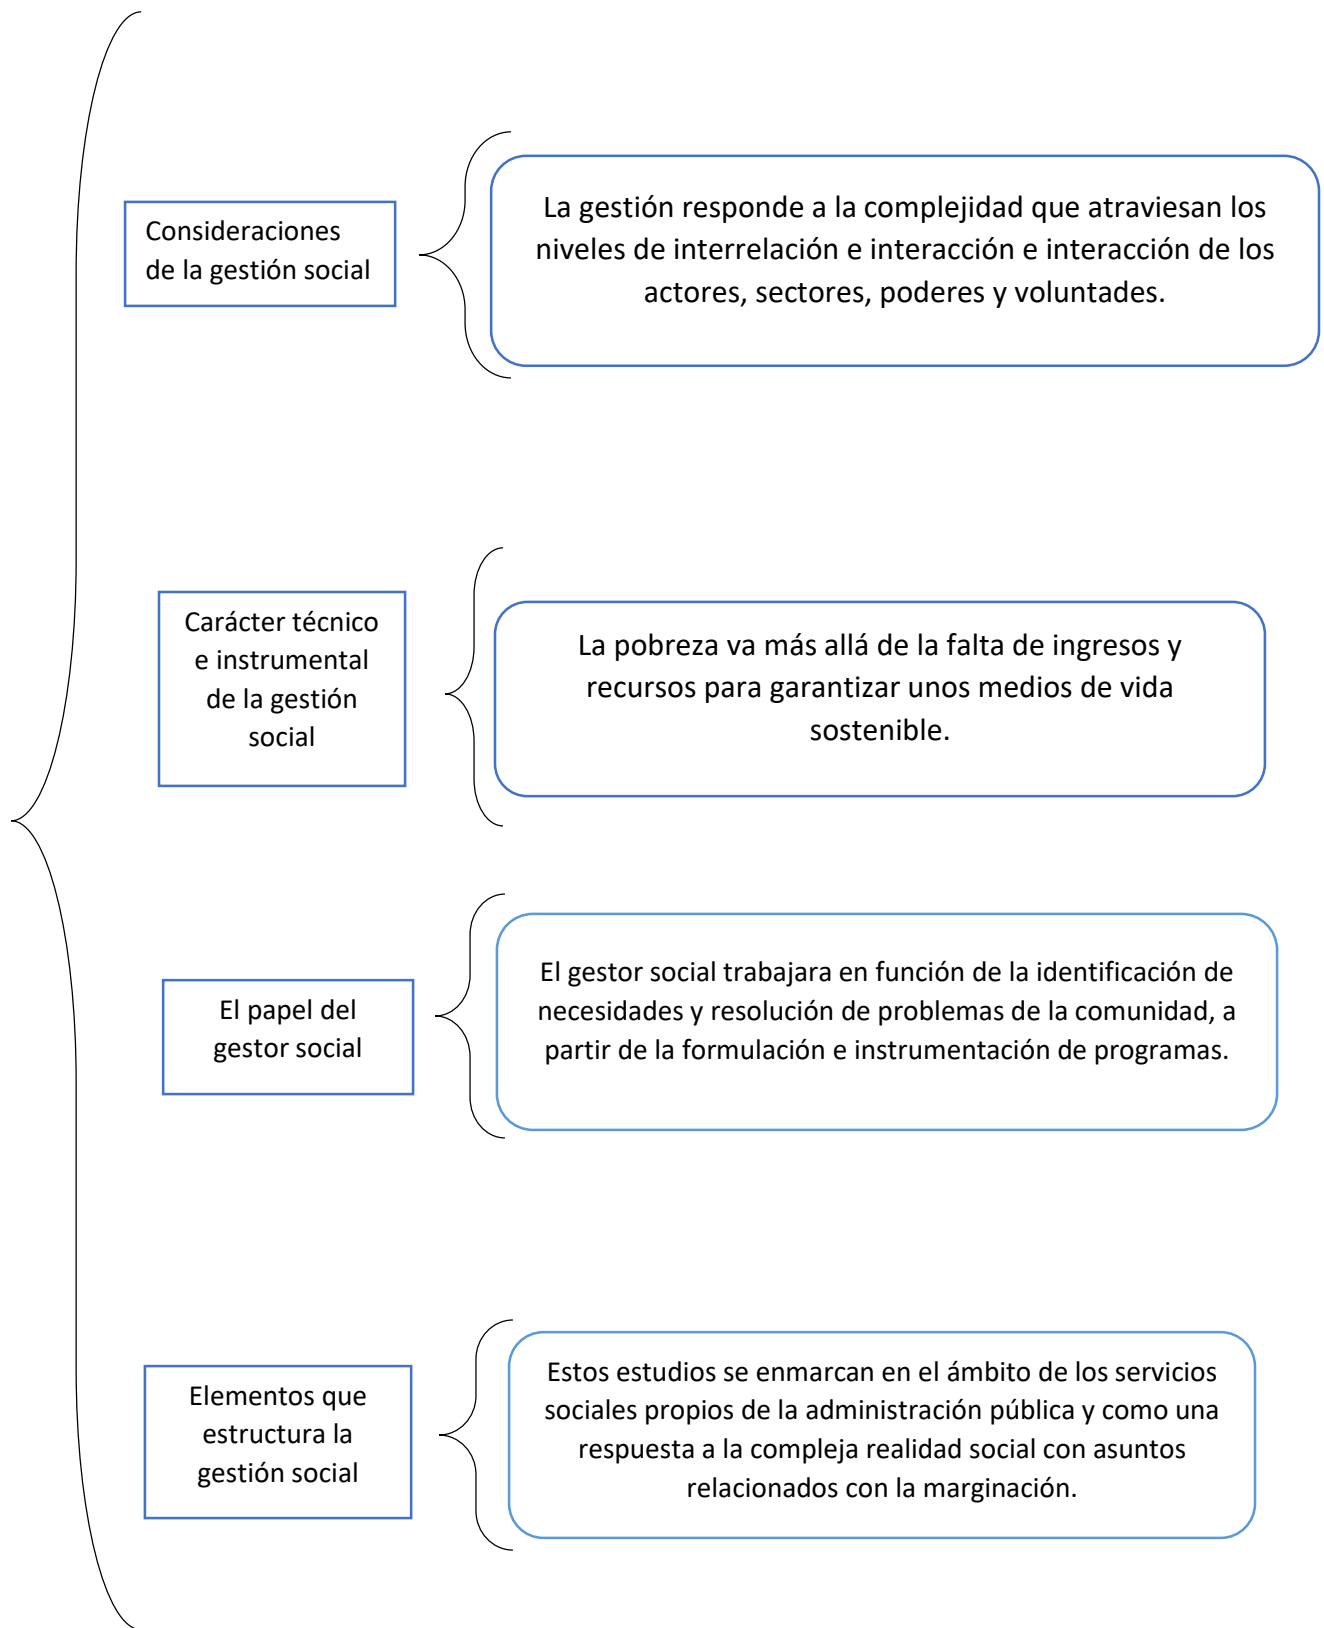 Consideraciones
de la gestión social
La gestión responde a la complejidad que atraviesan los
niveles de interrelación e interacción e interacción de los
actores, sectores, poderes y voluntades.
Carácter técnico
e instrumental
de la gestión
social
La pobreza va más allá de la falta de ingresos y
recursos para garantizar unos medios de vida
sostenible.
El papel del
gestor social
El gestor social trabajara en función de la identificación de
necesidades y resolución de problemas de la comunidad, a
partir de la formulación e instrumentación de programas.
Elementos que
estructura la
gestión social
Estos estudios se enmarcan en el ámbito de los servicios
sociales propios de la administración pública y como una
respuesta a la compleja realidad social con asuntos
relacionados con la marginación.